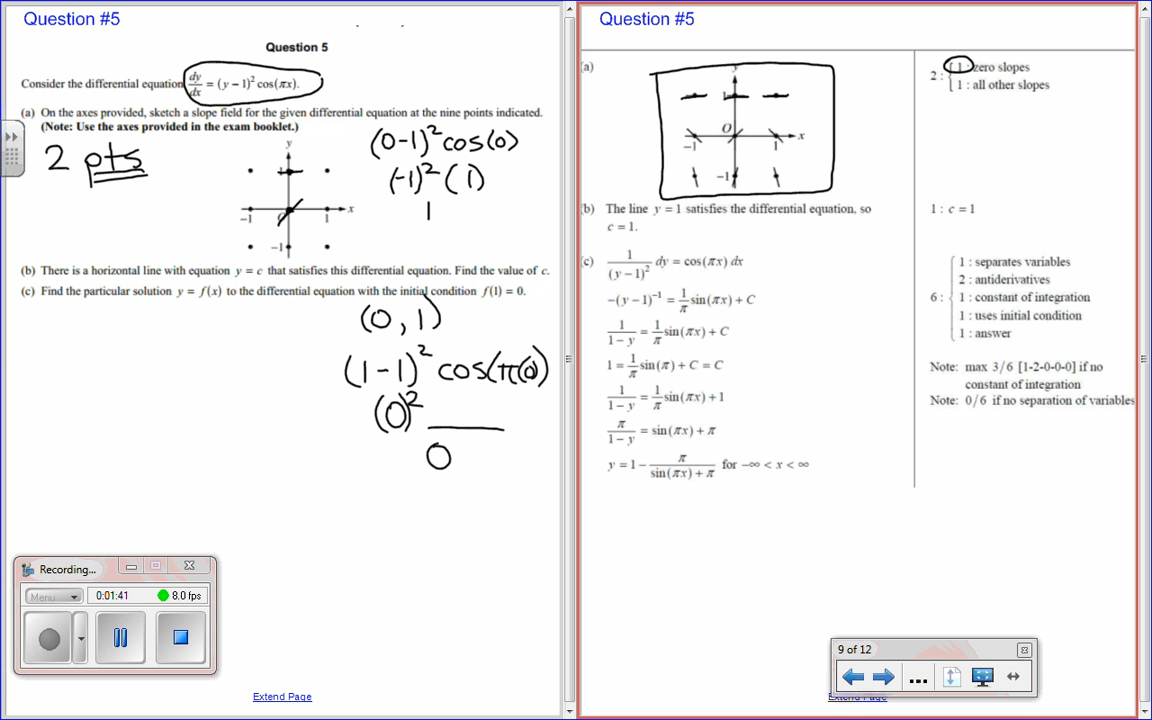 Question #5
Question 5
Consider the differential equation dy/dx = (y − 1)² cos(πx).
(a) On the axes provided, sketch a slope field for the given differential equation at the nine points indicated.
(Note: Use the axes provided in the exam booklet.)
2 pts
(0-1)² cos(0)
(-1)² (1)
1
y
1
x
−1
1
−1
(b) There is a horizontal line with equation y = c that satisfies this differential equation. Find the value of c.
(c) Find the particular solution y = f(x) to the differential equation with the initial condition f(1) = 0.
(0, 1)
(1-1)² cos(π(0)
(0)²
0
Recording...
Menu
0:01:41
8.0 fps
Extend Page
Question #5
(a)
y
1
O
x
−1
1
−1
2 : { 1 : zero slopes
1 : all other slopes
(b) The line y = 1 satisfies the differential equation, so
c = 1.
1 : c = 1
(c) 1/(y − 1)² dy = cos(πx) dx
−(y − 1)⁻¹ = 1/π sin(πx) + C
1/(1 − y) = 1/π sin(πx) + C
1 = 1/π sin(π) + C = C
1/(1 − y) = 1/π sin(πx) + 1
π/(1 − y) = sin(πx) + π
y = 1 − π/(sin(πx) + π) for −∞ < x < ∞
6 : { 1 : separates variables
2 : antiderivatives
1 : constant of integration
1 : uses initial condition
1 : answer
Note: max 3/6 [1-2-0-0-0] if no
constant of integration
Note: 0/6 if no separation of variables
9 of 12
Extend Page